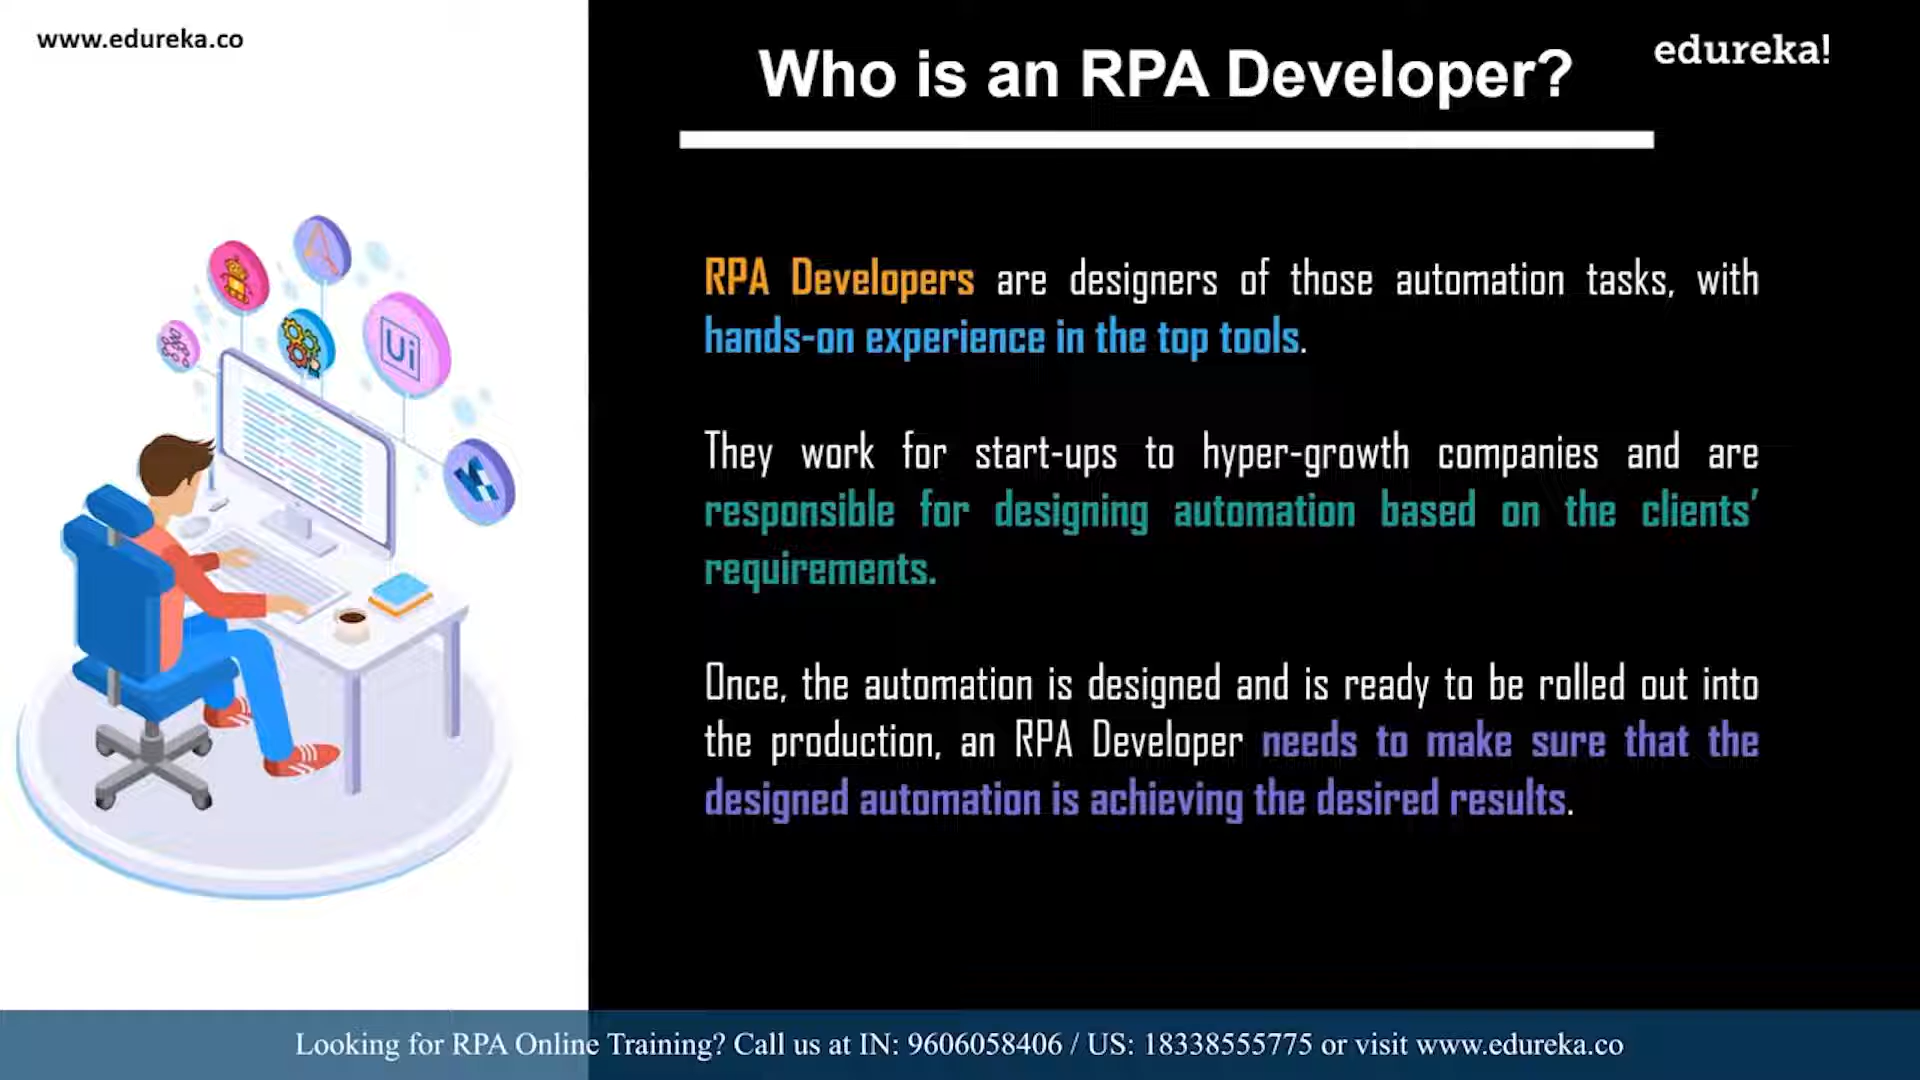 www.edureka.co
Who is an RPA Developer?
edureka!
RPA Developers are designers of those automation tasks, with
hands-on experience in the top tools.
They work for start-ups to hyper-growth companies and are
responsible for designing automation based on the clients’
requirements.
Once, the automation is designed and is ready to be rolled out into
the production, an RPA Developer needs to make sure that the
designed automation is achieving the desired results.
Ui
Looking for RPA Online Training? Call us at IN: 9606058406 / US: 18338555775 or visit www.edureka.co